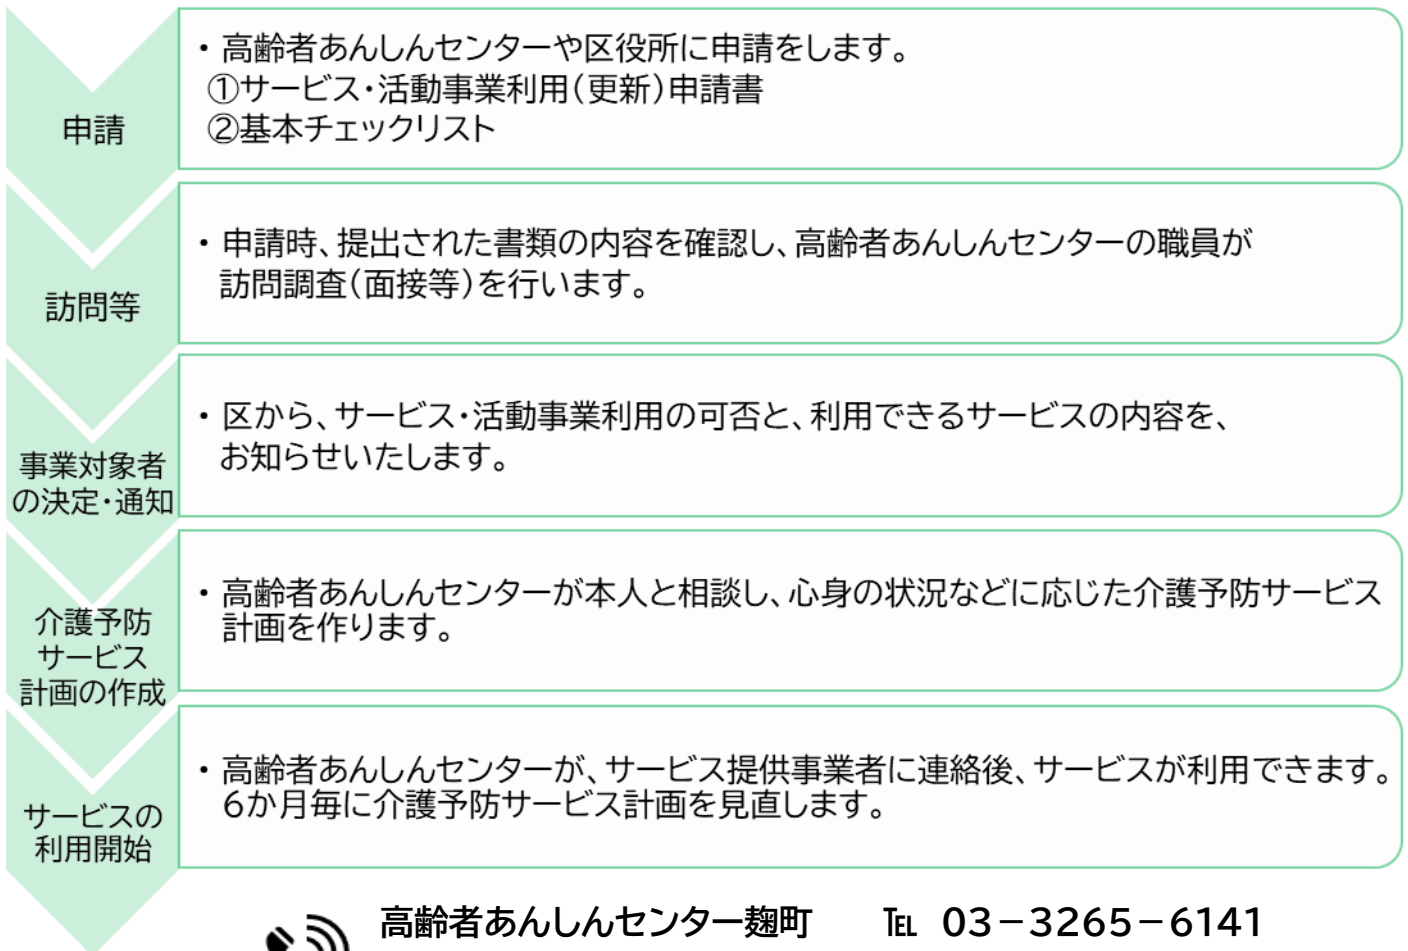 申請
・高齢者あんしんセンターや区役所に申請をします。
①サービス・活動事業利用（更新）申請書
②基本チェックリスト
訪問等
・申請時、提出された書類の内容を確認し、高齢者あんしんセンターの職員が
訪問調査（面接等）を行います。
事業対象者
の決定・通知
・区から、サービス・活動事業利用の可否と、利用できるサービスの内容を、
お知らせいたします。
介護予防
サービス
計画の作成
・高齢者あんしんセンターが本人と相談し、心身の状況などに応じた介護予防サービス
計画を作ります。
サービスの
利用開始
・高齢者あんしんセンターが、サービス提供事業者に連絡後、サービスが利用できます。
6か月毎に介護予防サービス計画を見直します。
高齢者あんしんセンター麹町 ℡ 03－3265－6141